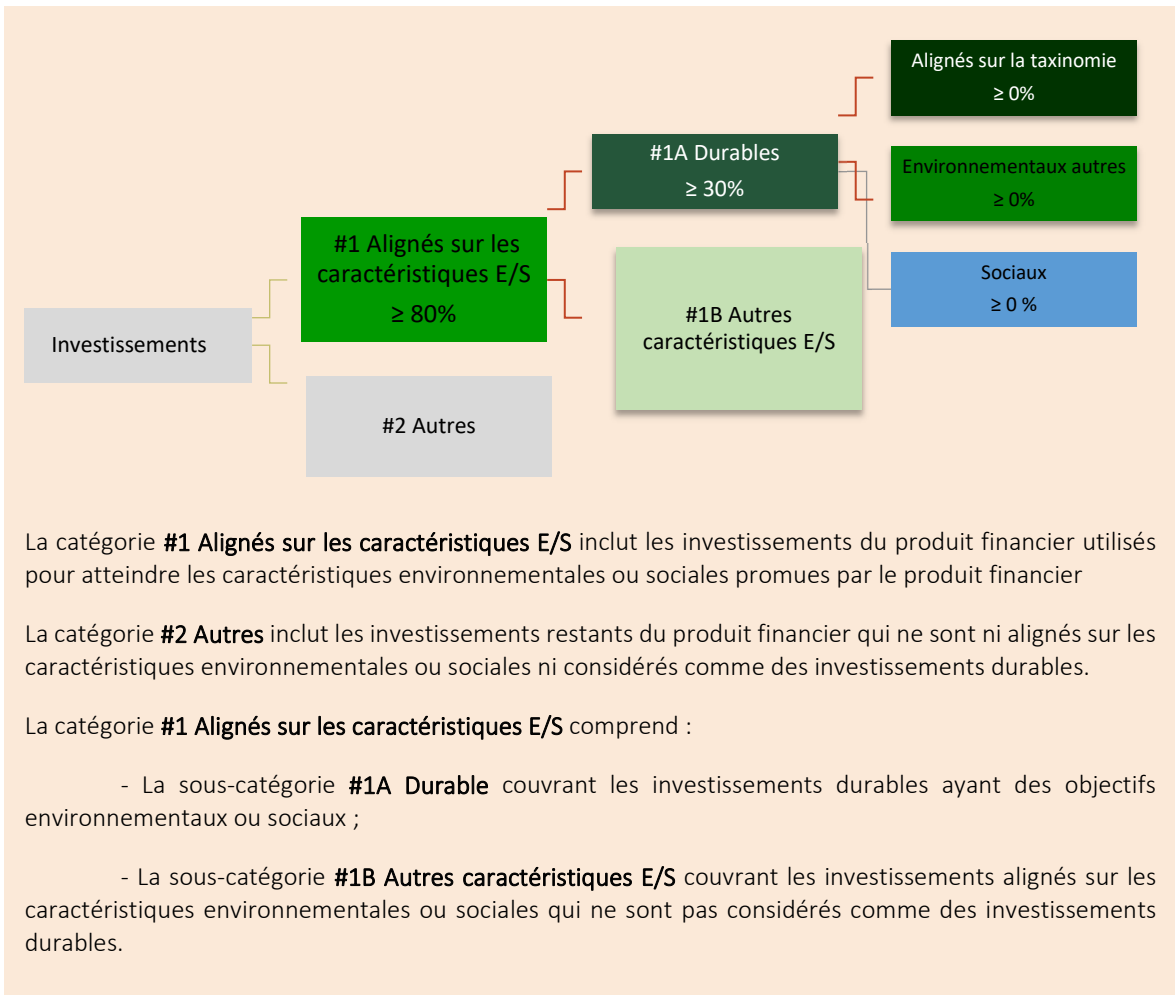 Alignés sur la taxinomie
≥ 0%
#1A Durables
≥ 30%
Environnementaux autres
≥ 0%
#1 Alignés sur les
caractéristiques E/S
≥ 80%
Sociaux
≥ 0 %
#1B Autres
caractéristiques E/S
Investissements
#2 Autres
La catégorie #1 Alignés sur les caractéristiques E/S inclut les investissements du produit financier utilisés
pour atteindre les caractéristiques environnementales ou sociales promues par le produit financier
La catégorie #2 Autres inclut les investissements restants du produit financier qui ne sont ni alignés sur les
caractéristiques environnementales ou sociales ni considérés comme des investissements durables.
La catégorie #1 Alignés sur les caractéristiques E/S comprend :
- La sous-catégorie #1A Durable couvrant les investissements durables ayant des objectifs
environnementaux ou sociaux ;
- La sous-catégorie #1B Autres caractéristiques E/S couvrant les investissements alignés sur les
caractéristiques environnementales ou sociales qui ne sont pas considérés comme des investissements
durables.